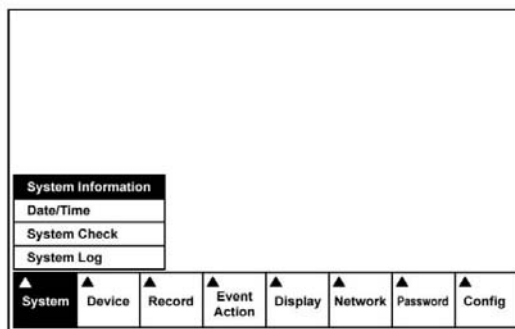 System Information
Date/Time
System Check
System Log
System
Device
Record
Event
Action
Display
Network
Password
Config